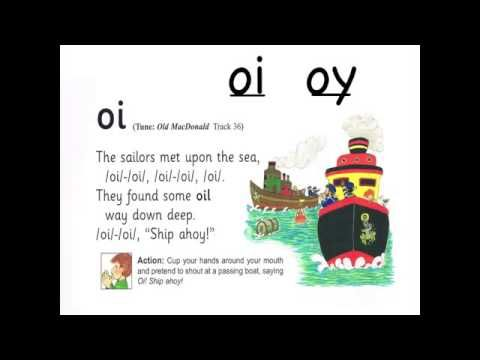 oi oy
oi (Tune: Old MacDonald Track 36)
The sailors met upon the sea,
/oi/-/oi/, /oi/-/oi/, /oi/.
They found some oil
way down deep.
/oi/-/oi/, “Ship ahoy!”
Action: Cup your hands around your mouth
and pretend to shout at a passing boat, saying
Oi! Ship ahoy!